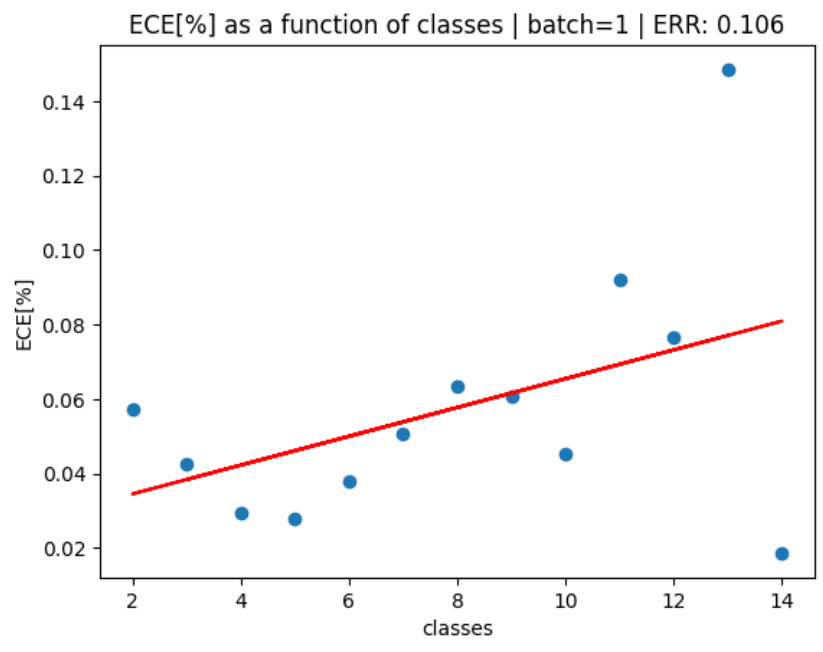 ECE[%] as a function of classes | batch=1 | ERR: 0.106
0.14
0.12
0.10
0.08
0.06
0.04
0.02
ECE[%]
2 4 6 8 10 12 14
classes